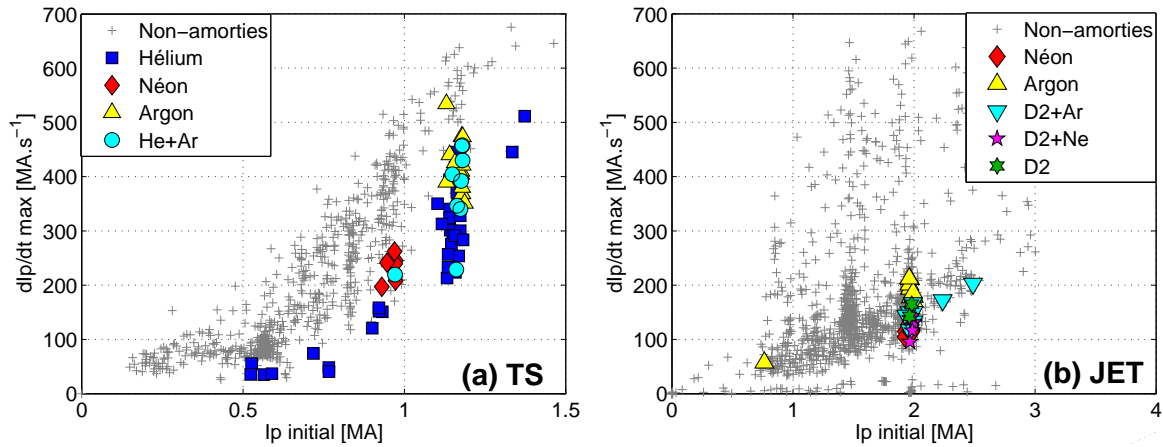 Non−amorties
Hélium
Néon
Argon
He+Ar
700
600
500
400
300
200
100
0
dIp/dt max [MA.s⁻¹]
0
0.5
1
1.5
Ip initial [MA]
(a) TS
Non−amorties
Néon
Argon
D2+Ar
D2+Ne
D2
700
600
500
400
300
200
100
0
dIp/dt max [MA.s⁻¹]
0
1
2
3
4
Ip initial [MA]
(b) JET